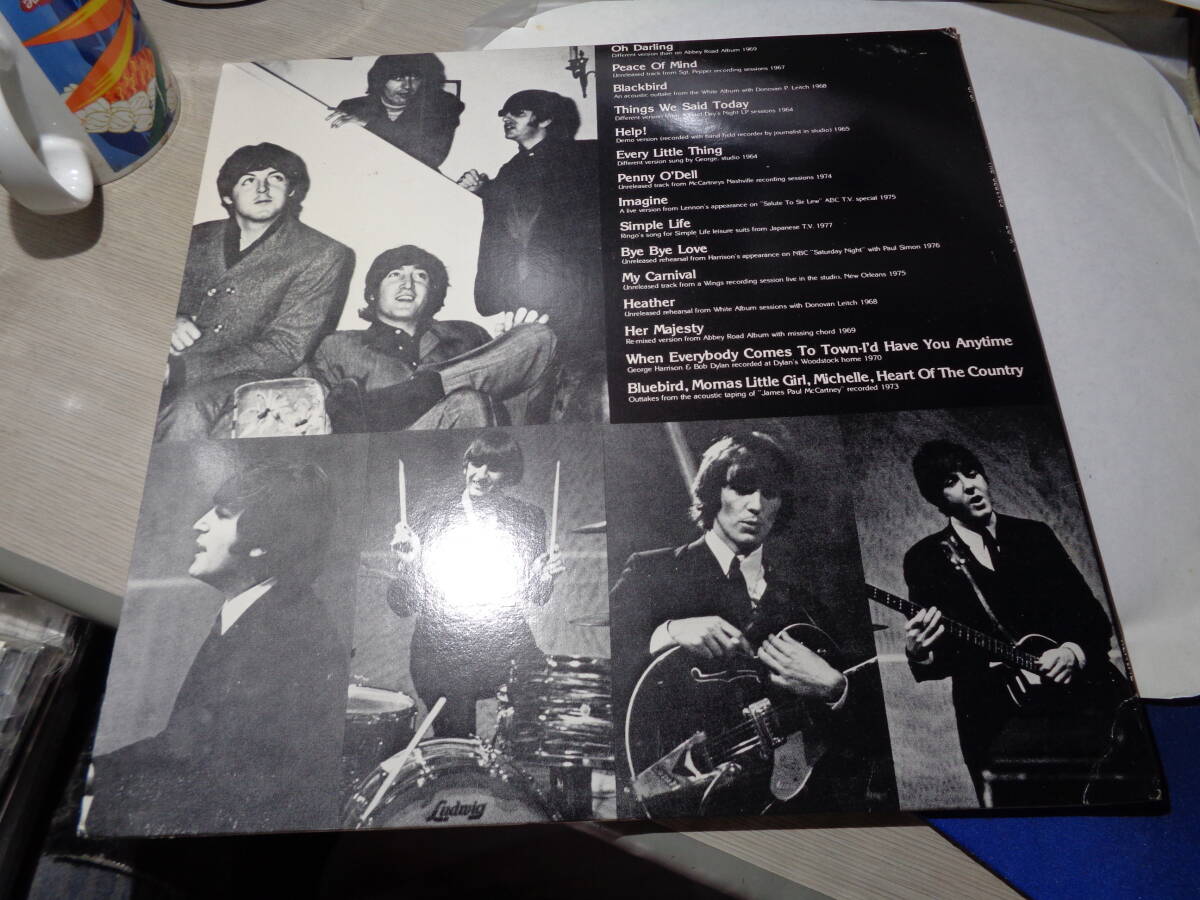 Oh Darling
Different version than on Abbey Road Album 1969
Peace Of Mind
Unreleased track from Sgt. Pepper recording sessions 1967
Blackbird
An acoustic outtake from the White Album with Donovan P. Leitch 1968
Things We Said Today
Different version Hard Day's Night LP sessions 1964
Help!
Demo version (recorded with hand held recorder by journalist in studio) 1965
Every Little Thing
Different version sung by George, studio 1964
Penny O'Dell
Unreleased track from McCartneys Nashville recording sessions 1974
Imagine
A live version from Lennon's appearance on "Salute To Sir Lew" ABC T.V. special 1975
Simple Life
Ringo's song for Simple Life leisure suits from Japanese T.V. 1977
Bye Bye Love
Unreleased rehearsal from Harrison's appearance on NBC "Saturday Night" with Paul Simon 1976
My Carnival
Unreleased track from a Wings recording session live in the studio, New Orleans 1975
Heather
Unreleased rehearsal from White Album sessions with Donovan Leitch 1968
Her Majesty
Re-mixed version from Abbey Road Album with missing chord 1969
When Everybody Comes To Town-I'd Have You Anytime
George Harrison & Bob Dylan recorded at Dylan's Woodstock home 1970
Bluebird, Momas Little Girl, Michelle, Heart Of The Country
Outtakes from the acoustic taping of "James Paul McCartney" recorded 1973
Ludwig